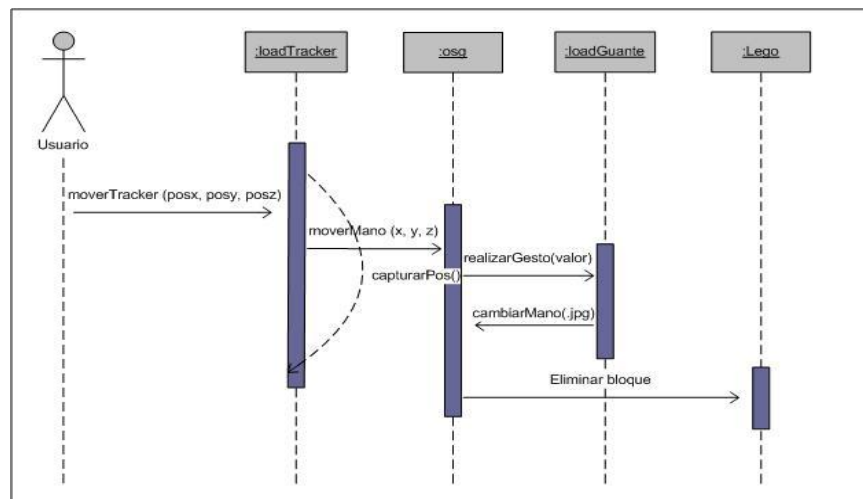 :loadTracker
:osg
:loadGuante
:Lego
Usuario
moverTracker (posx, posy, posz)
moverMano (x, y, z)
realizarGesto(valor)
capturarPos()
cambiarMano(.jpg)
Eliminar bloque